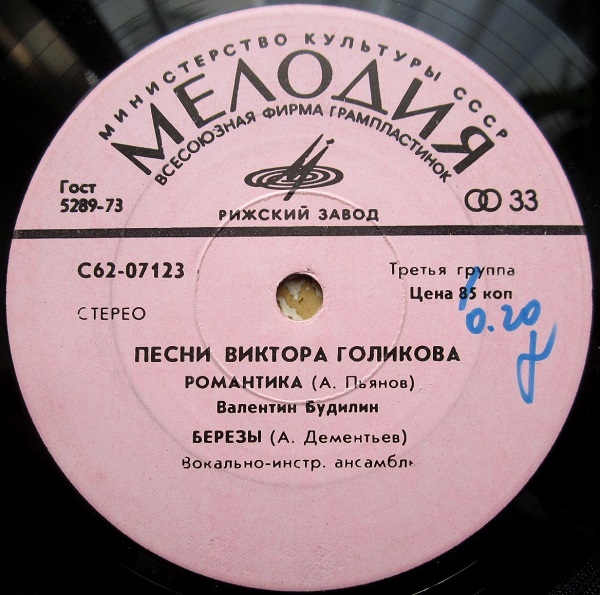 МИНИСТЕРСТВО КУЛЬТУРЫ СССР
МЕЛОДИЯ
ВСЕСОЮЗНАЯ ФИРМА ГРАМПЛАСТИНОК
Гост
5289-73
33
РИЖСКИЙ ЗАВОД
С62-07123
Третья группа
Цена 85 коп
0.20
СТЕРЕО
ПЕСНИ ВИКТОРА ГОЛИКОВА
РОМАНТИКА (А. Пьянов)
Валентин Будилин
БЕРЕЗЫ (А. Дементьев)
Вокально-инстр. ансамбль